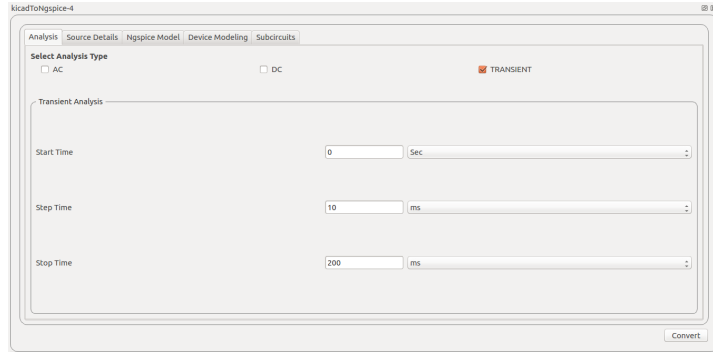 kicadToNgspice-4
Analysis Source Details Ngspice Model Device Modeling Subcircuits
Select Analysis Type
AC DC TRANSIENT
Transient Analysis
Start Time 0 Sec
Step Time 10 ms
Stop Time 200 ms
Convert